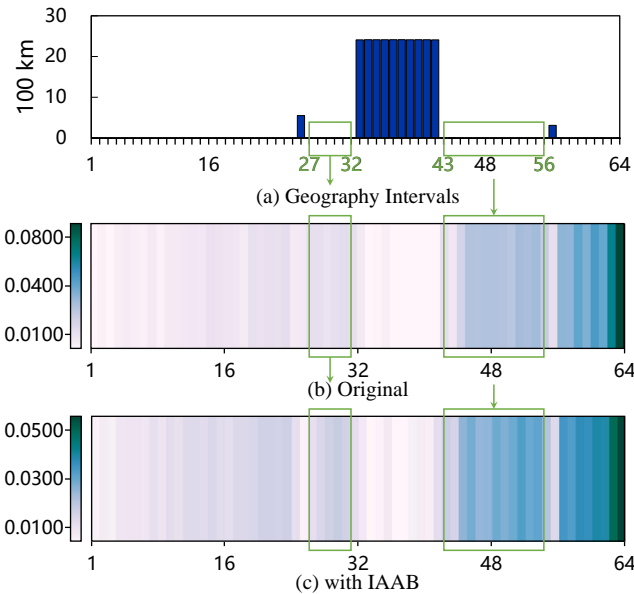 30
20
10
0
100 km
1 16 27 32 43 48 56 64
(a) Geography Intervals
0.0800
0.0400
0.0100
1 16 32 48 64
(b) Original
0.0500
0.0300
0.0100
1 16 32 48 64
(c) with IAAB